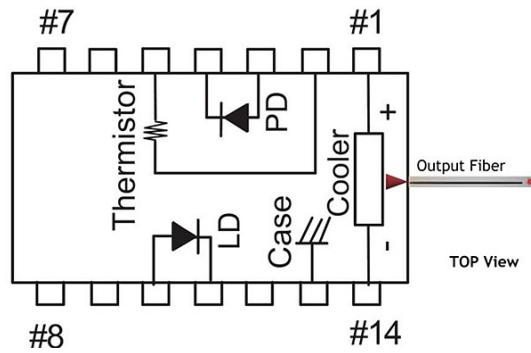 #7
#1
Thermistor
PD
+
Cooler
Output Fiber
LD
Case
-
TOP View
#8
#14